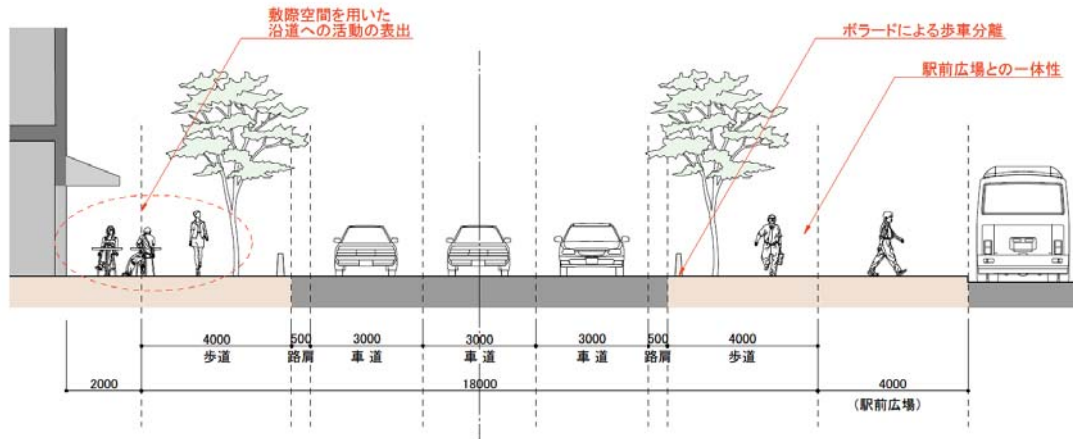 敷際空間を用いた
沿道への活動の表出
ボラードによる歩車分離
駅前広場との一体性
4000
500
3000
3000
3000
500
4000
歩道
路肩
車道
車道
車道
路肩
歩道
2000
18000
4000
(駅前広場)